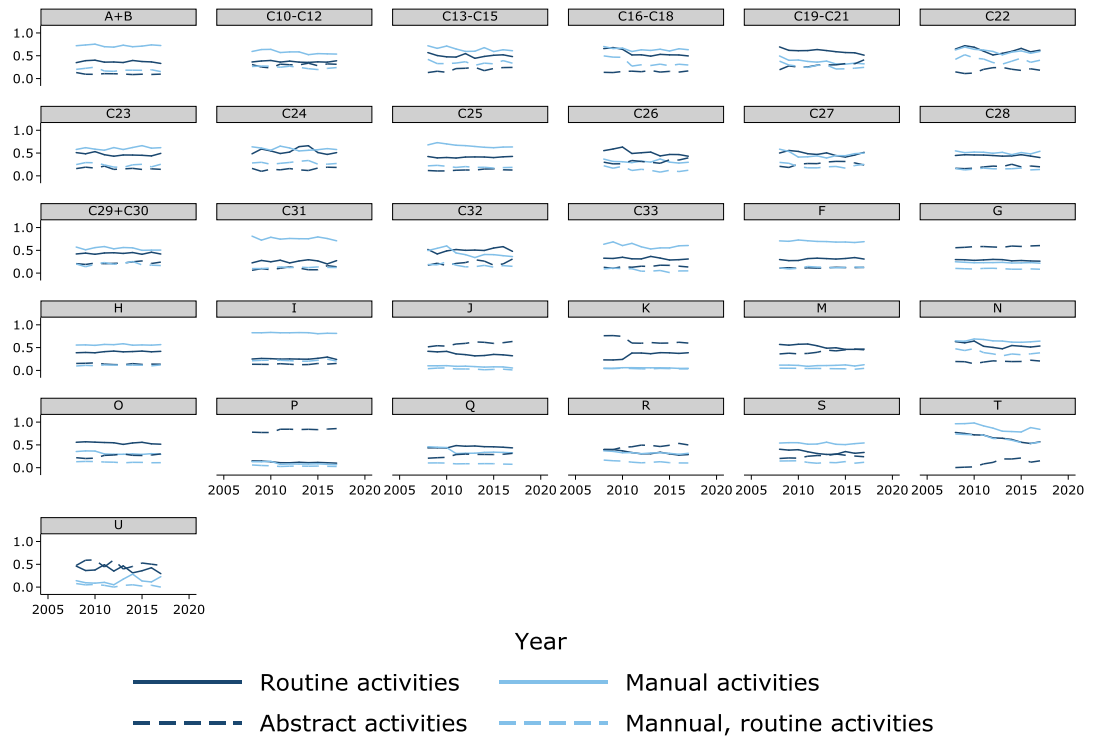 A+B C10-C12 C13-C15 C16-C18 C19-C21 C22
1.0
0.5
0.0
C23 C24 C25 C26 C27 C28
1.0
0.5
0.0
C29+C30 C31 C32 C33 F G
1.0
0.5
0.0
H I J K M N
1.0
0.5
0.0
O P Q R S T
1.0
0.5
0.0
2005 2010 2015 2020 2005 2010 2015 2020 2005 2010 2015 2020 2005 2010 2015 2020 2005 2010 2015 2020
U
1.0
0.5
0.0
2005 2010 2015 2020
Year
Routine activities Manual activities
Abstract activities Mannual, routine activities